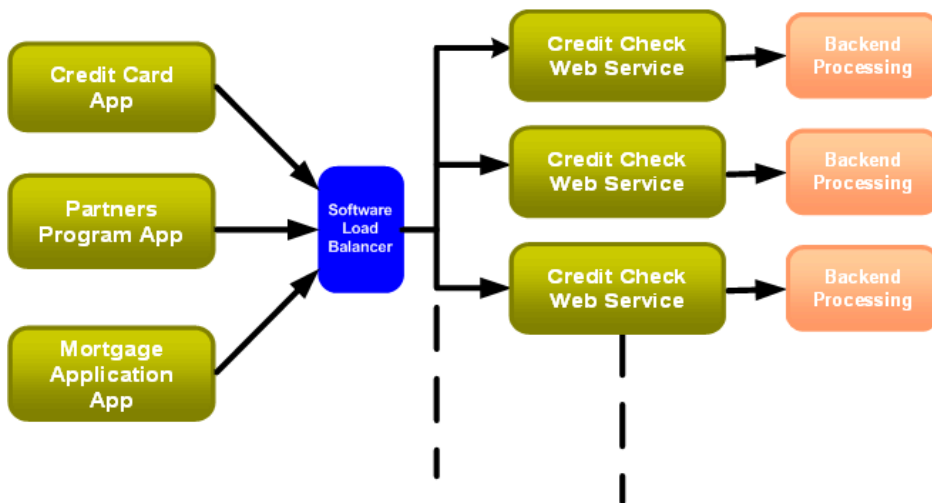 Credit Card
App
Partners
Program App
Mortgage
Application
App
Software
Load
Balancer
Credit Check
Web Service
Backend
Processing
Credit Check
Web Service
Backend
Processing
Credit Check
Web Service
Backend
Processing